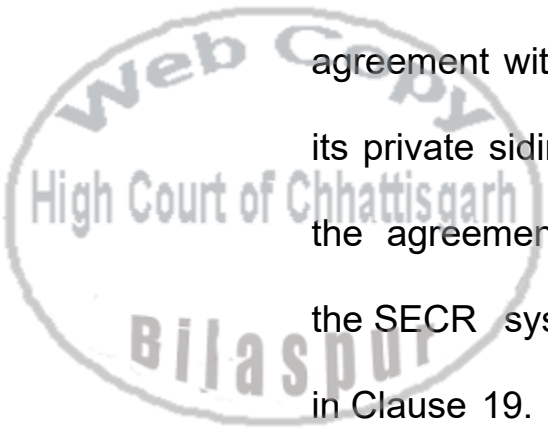 Web Copy
agreement wit
its private sidi
High Court of Chhattisgarh
the agreemen
the SECR sys
Bilaspur
in Clause 19.